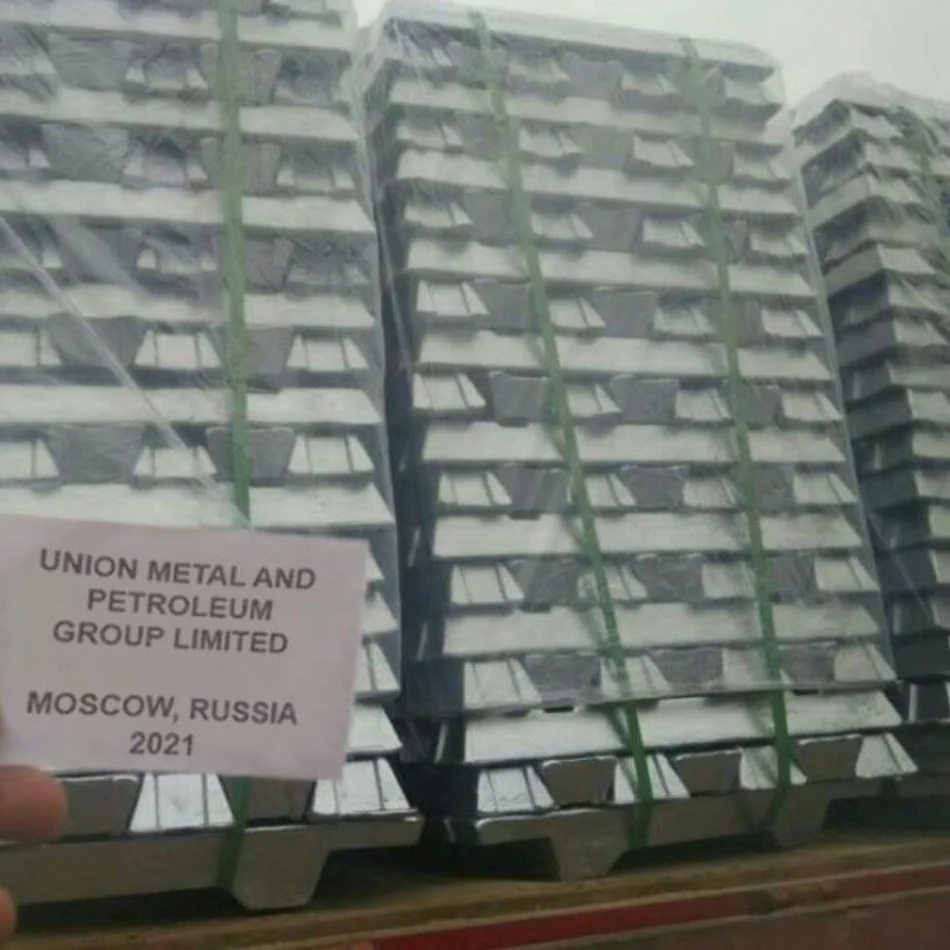 UNION METAL AND
PETROLEUM
GROUP LIMITED
MOSCOW, RUSSIA
2021